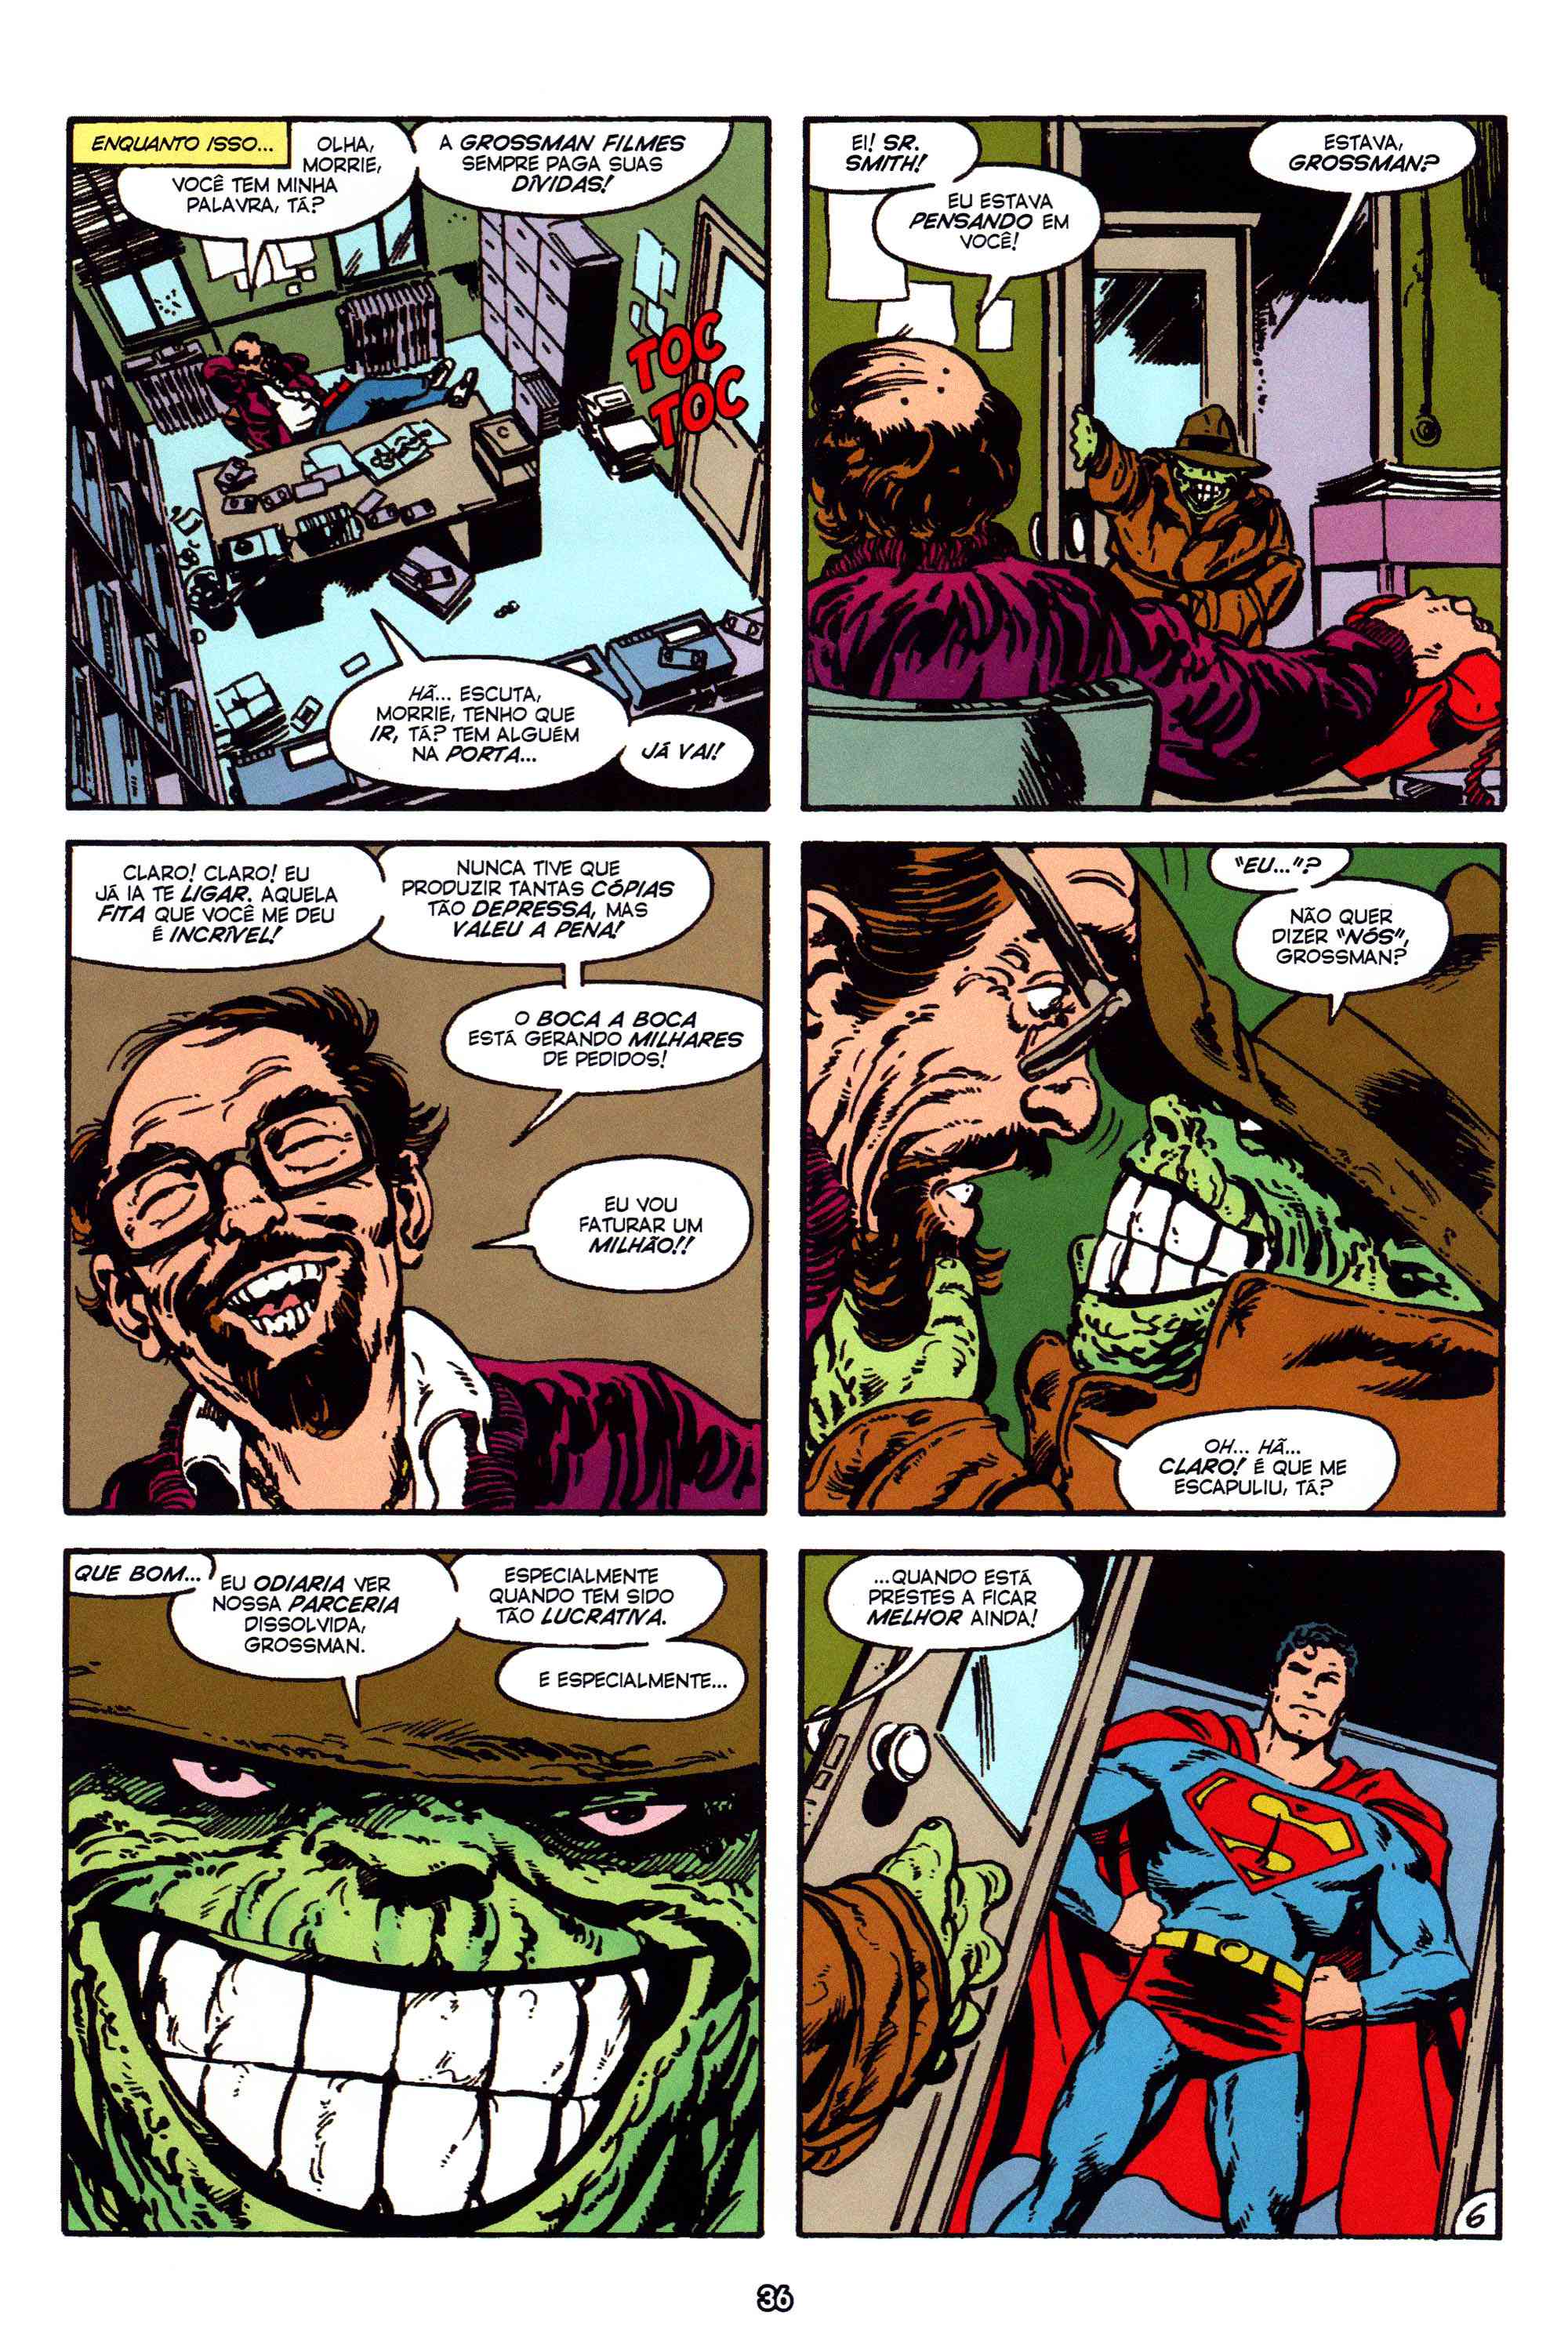 ENQUANTO ISSO...
OLHA,
MORRIE,
VOCÊ TEM MINHA
PALAVRA, TÁ?
A GROSSMAN FILMES
SEMPRE PAGA SUAS
DÍVIDAS!
TOC
TOC
HÃ... ESCUTA,
MORRIE, TENHO QUE
IR, TÁ? TEM ALGUÉM
NA PORTA...
JÁ VAI!
EI! SR.
SMITH!
EU ESTAVA
PENSANDO EM
VOCÊ!
ESTAVA,
GROSSMAN?
CLARO! CLARO! EU
JÁ IA TE LIGAR. AQUELA
FITA QUE VOCÊ ME DEU
É INCRÍVEL!
NUNCA TIVE QUE
PRODUZIR TANTAS CÓPIAS
TÃO DEPRESSA, MAS
VALEU A PENA!
O BOCA A BOCA
ESTÁ GERANDO MILHARES
DE PEDIDOS!
EU VOU
FATURAR UM
MILHÃO!!
"EU..."?
NÃO QUER
DIZER "NÓS",
GROSSMAN?
OH... HÃ...
CLARO! É QUE ME
ESCAPULIU, TÁ?
QUE BOM...
EU ODIARIA VER
NOSSA PARCERIA
DISSOLVIDA,
GROSSMAN.
ESPECIALMENTE
QUANDO TEM SIDO
TÃO LUCRATIVA.
E ESPECIALMENTE...
...QUANDO ESTÁ
PRESTES A FICAR
MELHOR AINDA!
6
36